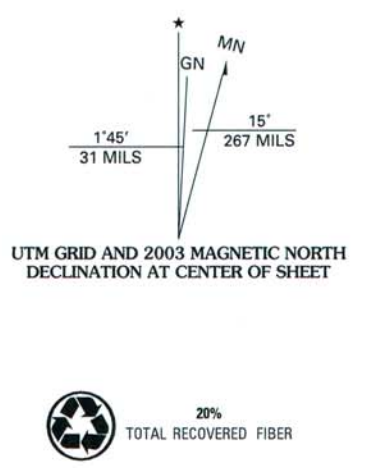 ★
MN
GN
1°45′
31 MILS
15°
267 MILS
UTM GRID AND 2003 MAGNETIC NORTH
DECLINATION AT CENTER OF SHEET
20%
TOTAL RECOVERED FIBER